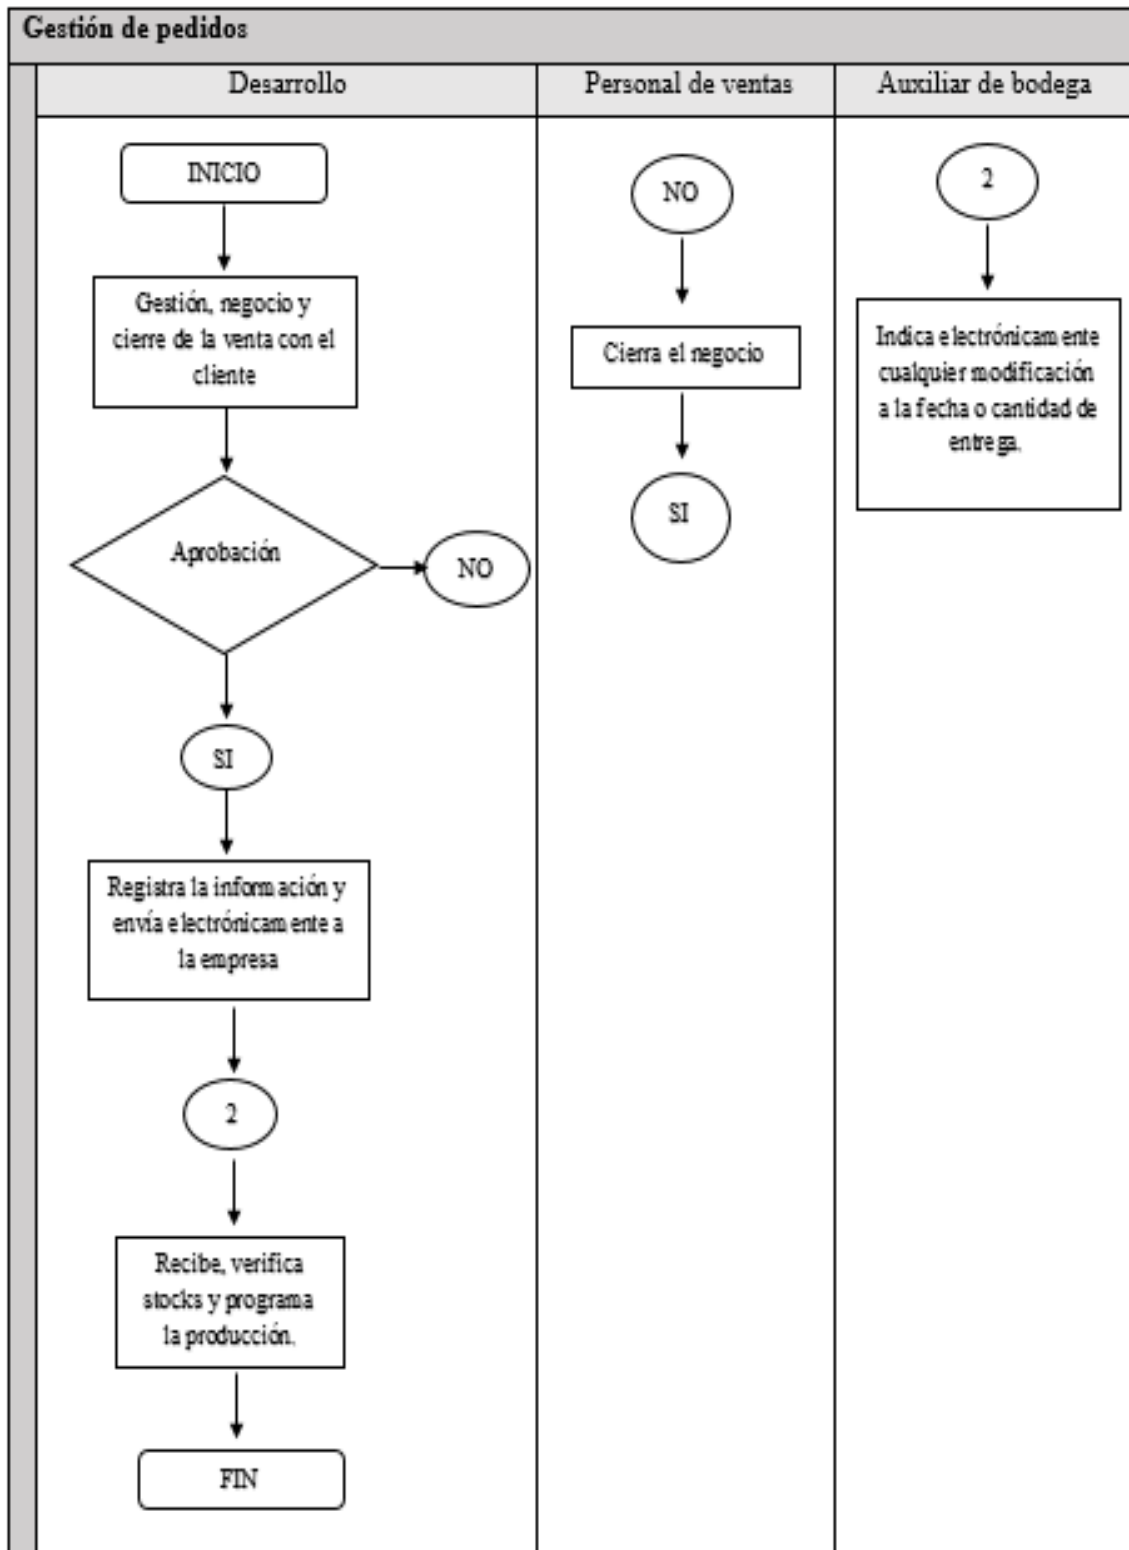 Gestión de pedidos
Desarrollo
Personal de ventas
Auxiliar de bodega
INICIO
Gestión, negocio y
cierre de la venta con el
cliente
Aprobación
NO
SI
Registra la información y
envía electrónicamente a
la empresa
2
Recibe, verifica
stocks y programa
la producción.
FIN
NO
Cierra el negocio
SI
2
Indica electrónicamente
cualquier modificación
a la fecha o cantidad de
entrega.